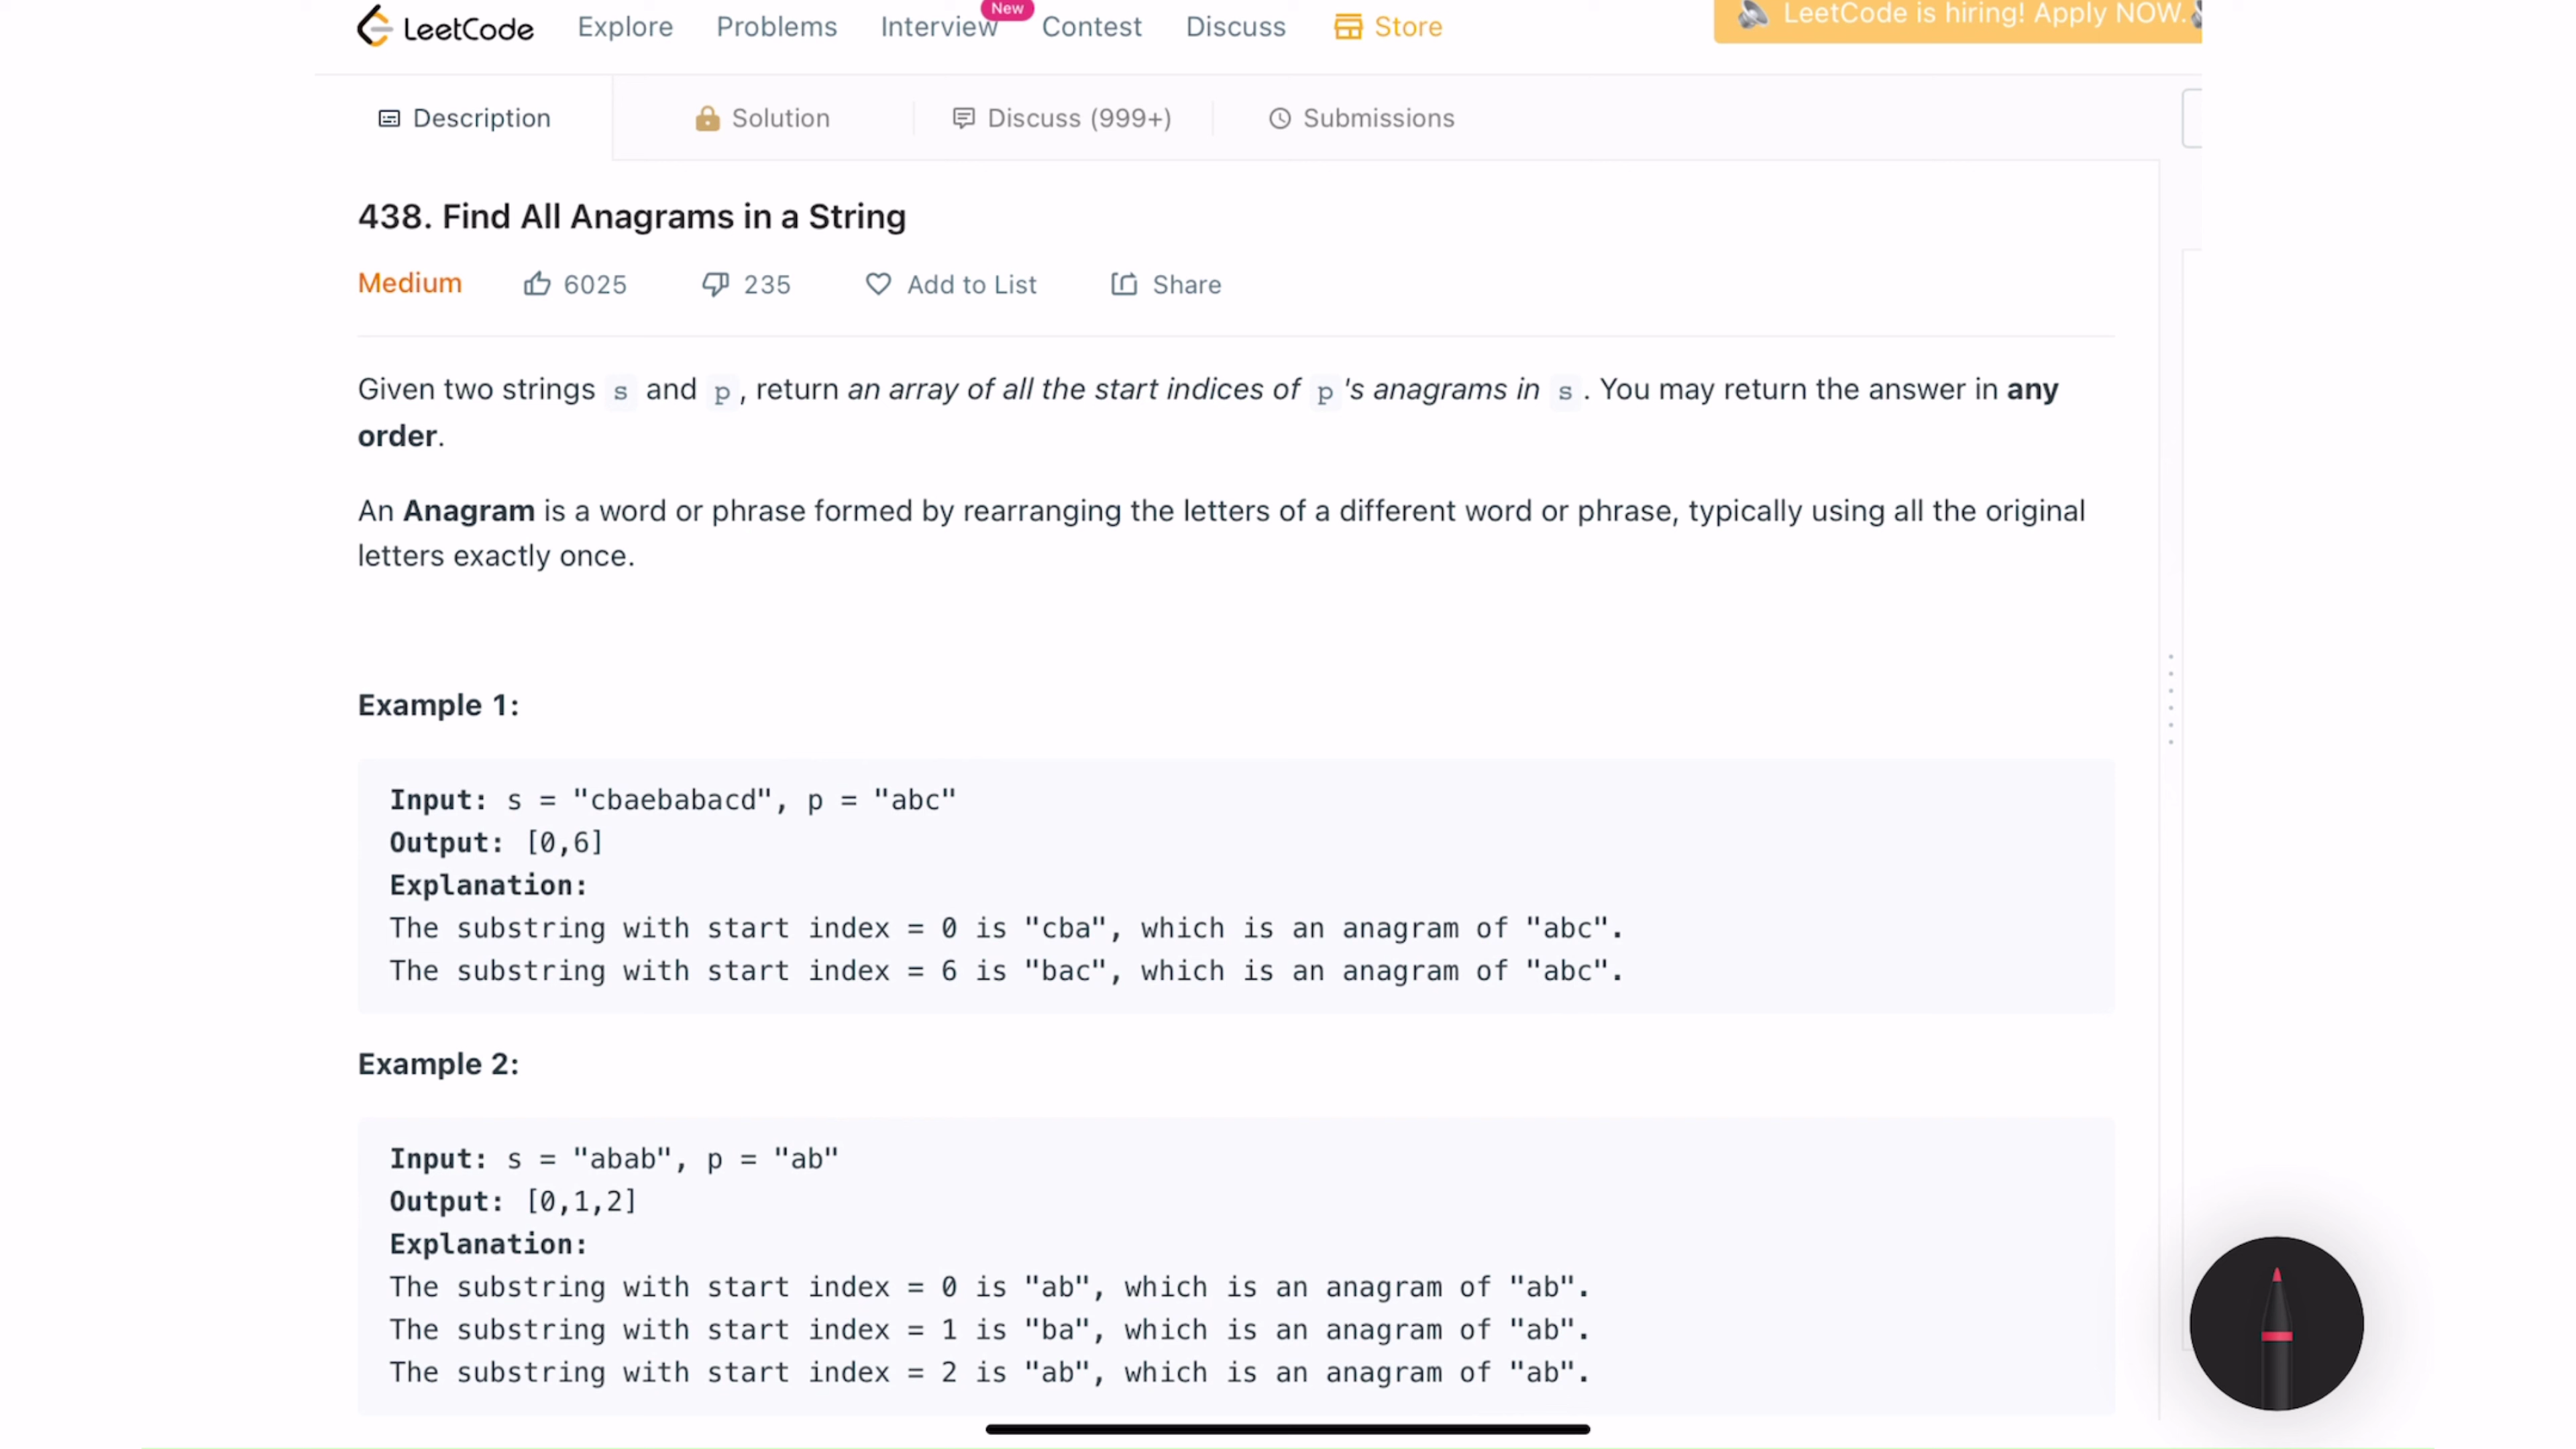 LeetCode Explore Problems Interview New Contest Discuss Store LeetCode is hiring! Apply NOW.
Description Solution Discuss (999+) Submissions
438. Find All Anagrams in a String
Medium 6025 235 Add to List Share
Given two strings s and p, return an array of all the start indices of p's anagrams in s. You may return the answer in any
order.
An Anagram is a word or phrase formed by rearranging the letters of a different word or phrase, typically using all the original
letters exactly once.
Example 1:
Input: s = "cbaebabacd", p = "abc"
Output: [0,6]
Explanation:
The substring with start index = 0 is "cba", which is an anagram of "abc".
The substring with start index = 6 is "bac", which is an anagram of "abc".
Example 2:
Input: s = "abab", p = "ab"
Output: [0,1,2]
Explanation:
The substring with start index = 0 is "ab", which is an anagram of "ab".
The substring with start index = 1 is "ba", which is an anagram of "ab".
The substring with start index = 2 is "ab", which is an anagram of "ab".